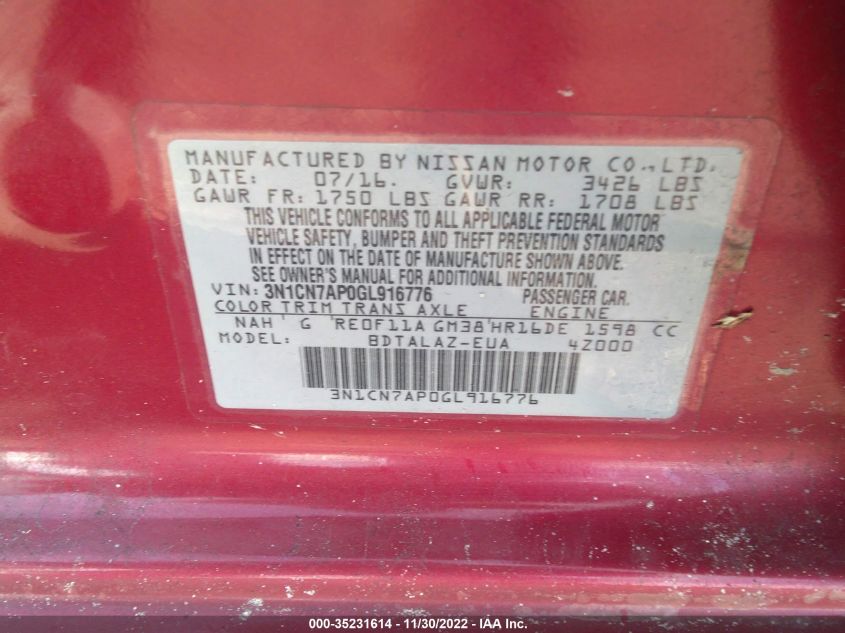 MANUFACTURED BY NISSAN MOTOR CO., LTD.
DATE: 07/16. GVWR: 3426 LBS
GAWR FR: 1750 LBS GAWR RR: 1708 LBS
THIS VEHICLE CONFORMS TO ALL APPLICABLE FEDERAL MOTOR
VEHICLE SAFETY, BUMPER AND THEFT PREVENTION STANDARDS
IN EFFECT ON THE DATE OF MANUFACTURE SHOWN ABOVE.
SEE OWNER'S MANUAL FOR ADDITIONAL INFORMATION.
VIN: 3N1CN7AP0GL916776 PASSENGER CAR.
COLOR TRIM TRANS AXLE ENGINE
NAH ' G 'RE0F11A GM38'HR16DE 1598 CC
MODEL: BDTALAZ-EUA 4Z000
3N1CN7AP0GL916776
000-35231614 - 11/30/2022 - IAA Inc.